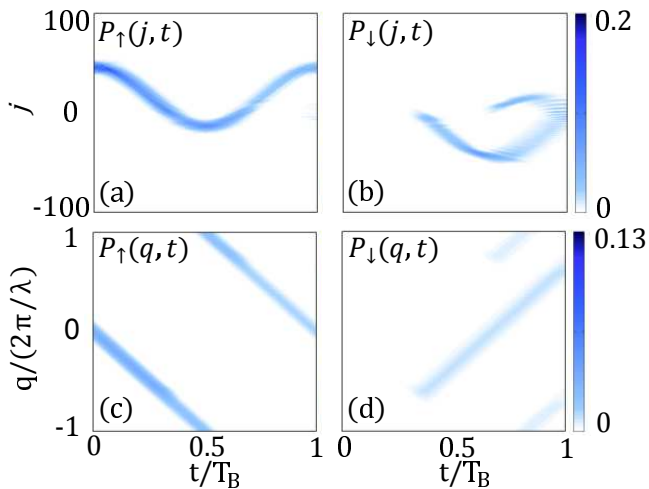 100
P↑(j,t)
P↓(j,t)
0.2
j
0
-100
(a)
(b)
0
1
P↑(q,t)
P↓(q,t)
0.13
q/(2π/λ)
0
-1
(c)
(d)
0
0 0.5 1
0.5 1
t/T_B
t/T_B